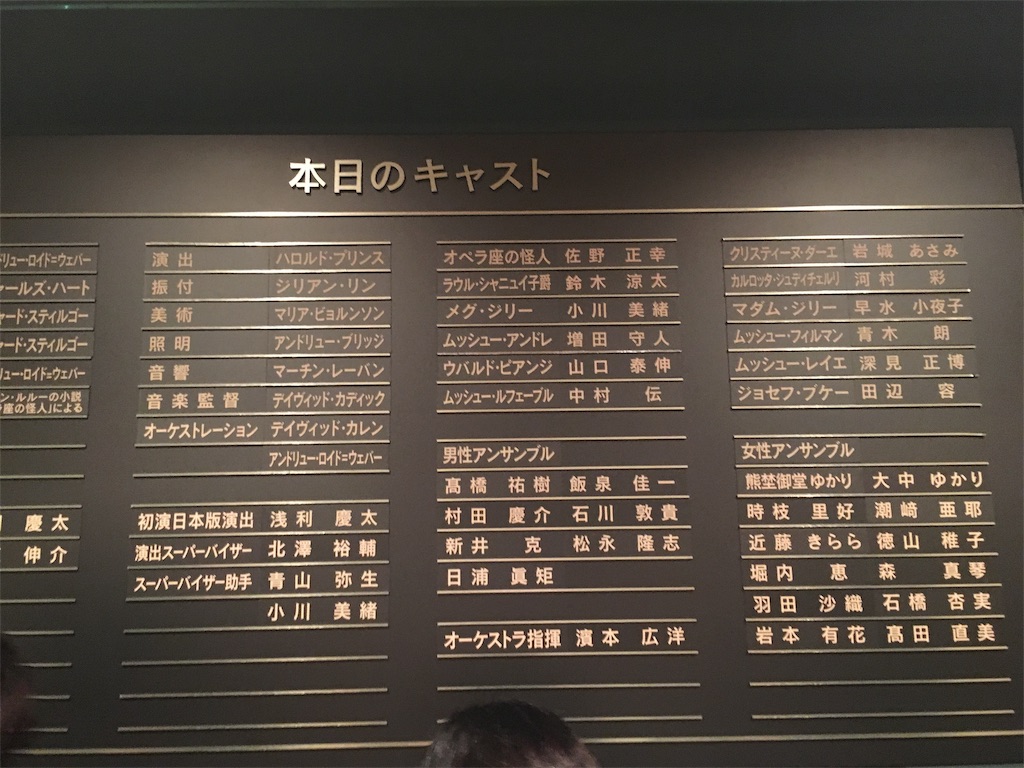 本日のキャスト
ドリュー・ロイド=ウェバー
ャールズ・ハート
ャード・スティルゴー
ャード・スティルゴー
リュー・ロイド=ウェバー
ン・ルルーの小説
座の怪人」による
慶太
伸介
演出 ハロルド・プリンス
振付 ジリアン・リン
美術 マリア・ビョルンソン
照明 アンドリュー・ブリッジ
音響 マーチン・レーバン
音楽監督 デイヴィッド・カディック
オーケストレーション デイヴィッド・カレン
アンドリュー・ロイド=ウェバー
初演日本版演出 浅利 慶太
演出スーパーバイザー 北澤 裕輔
スーパーバイザー助手 青山 弥生
小川 美緒
オペラ座の怪人 佐野 正幸
ラウル・シャニュイ子爵 鈴木 涼太
メグ・ジリー 小川 美緒
ムッシュー・アンドレ 増田 守人
ウバルド・ピアンジ 山口 泰伸
ムッシュー・ルフェーブル 中村 伝
男性アンサンブル
髙橋 祐樹 飯泉 佳一
村田 慶介 石川 敦貴
新井 克 松永 隆志
日浦 眞矩
オーケストラ指揮 濱本 広洋
クリスティーヌ・ダーエ 岩城 あさみ
カルロッタ・ジュディチェルリ 河村 彩
マダム・ジリー 早水 小夜子
ムッシュー・フィルマン 青木 朗
ムッシュー・レイエ 深見 正博
ジョセフ・ブケー 田辺 容
女性アンサンブル
熊埜御堂 ゆかり 大中 ゆかり
時枝 里好 潮﨑 亜耶
近藤 きらら 徳山 稚子
堀内 恵 森 真琴
羽田 沙織 石橋 杏実
岩本 有花 髙田 直美